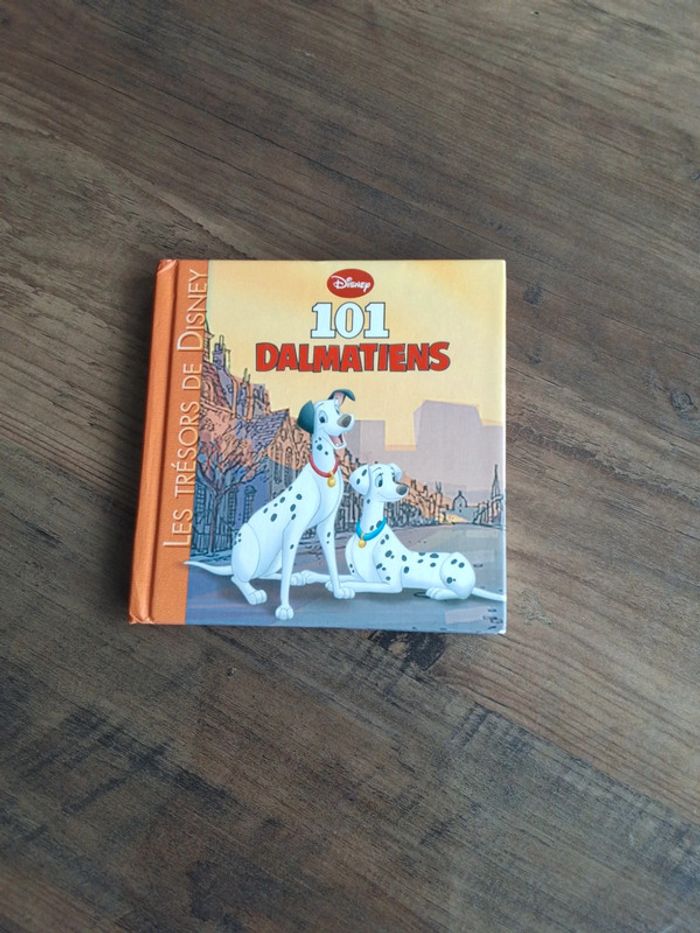 LES TRÉSORS DE DISNEY
Disney
101
DALMATIENS